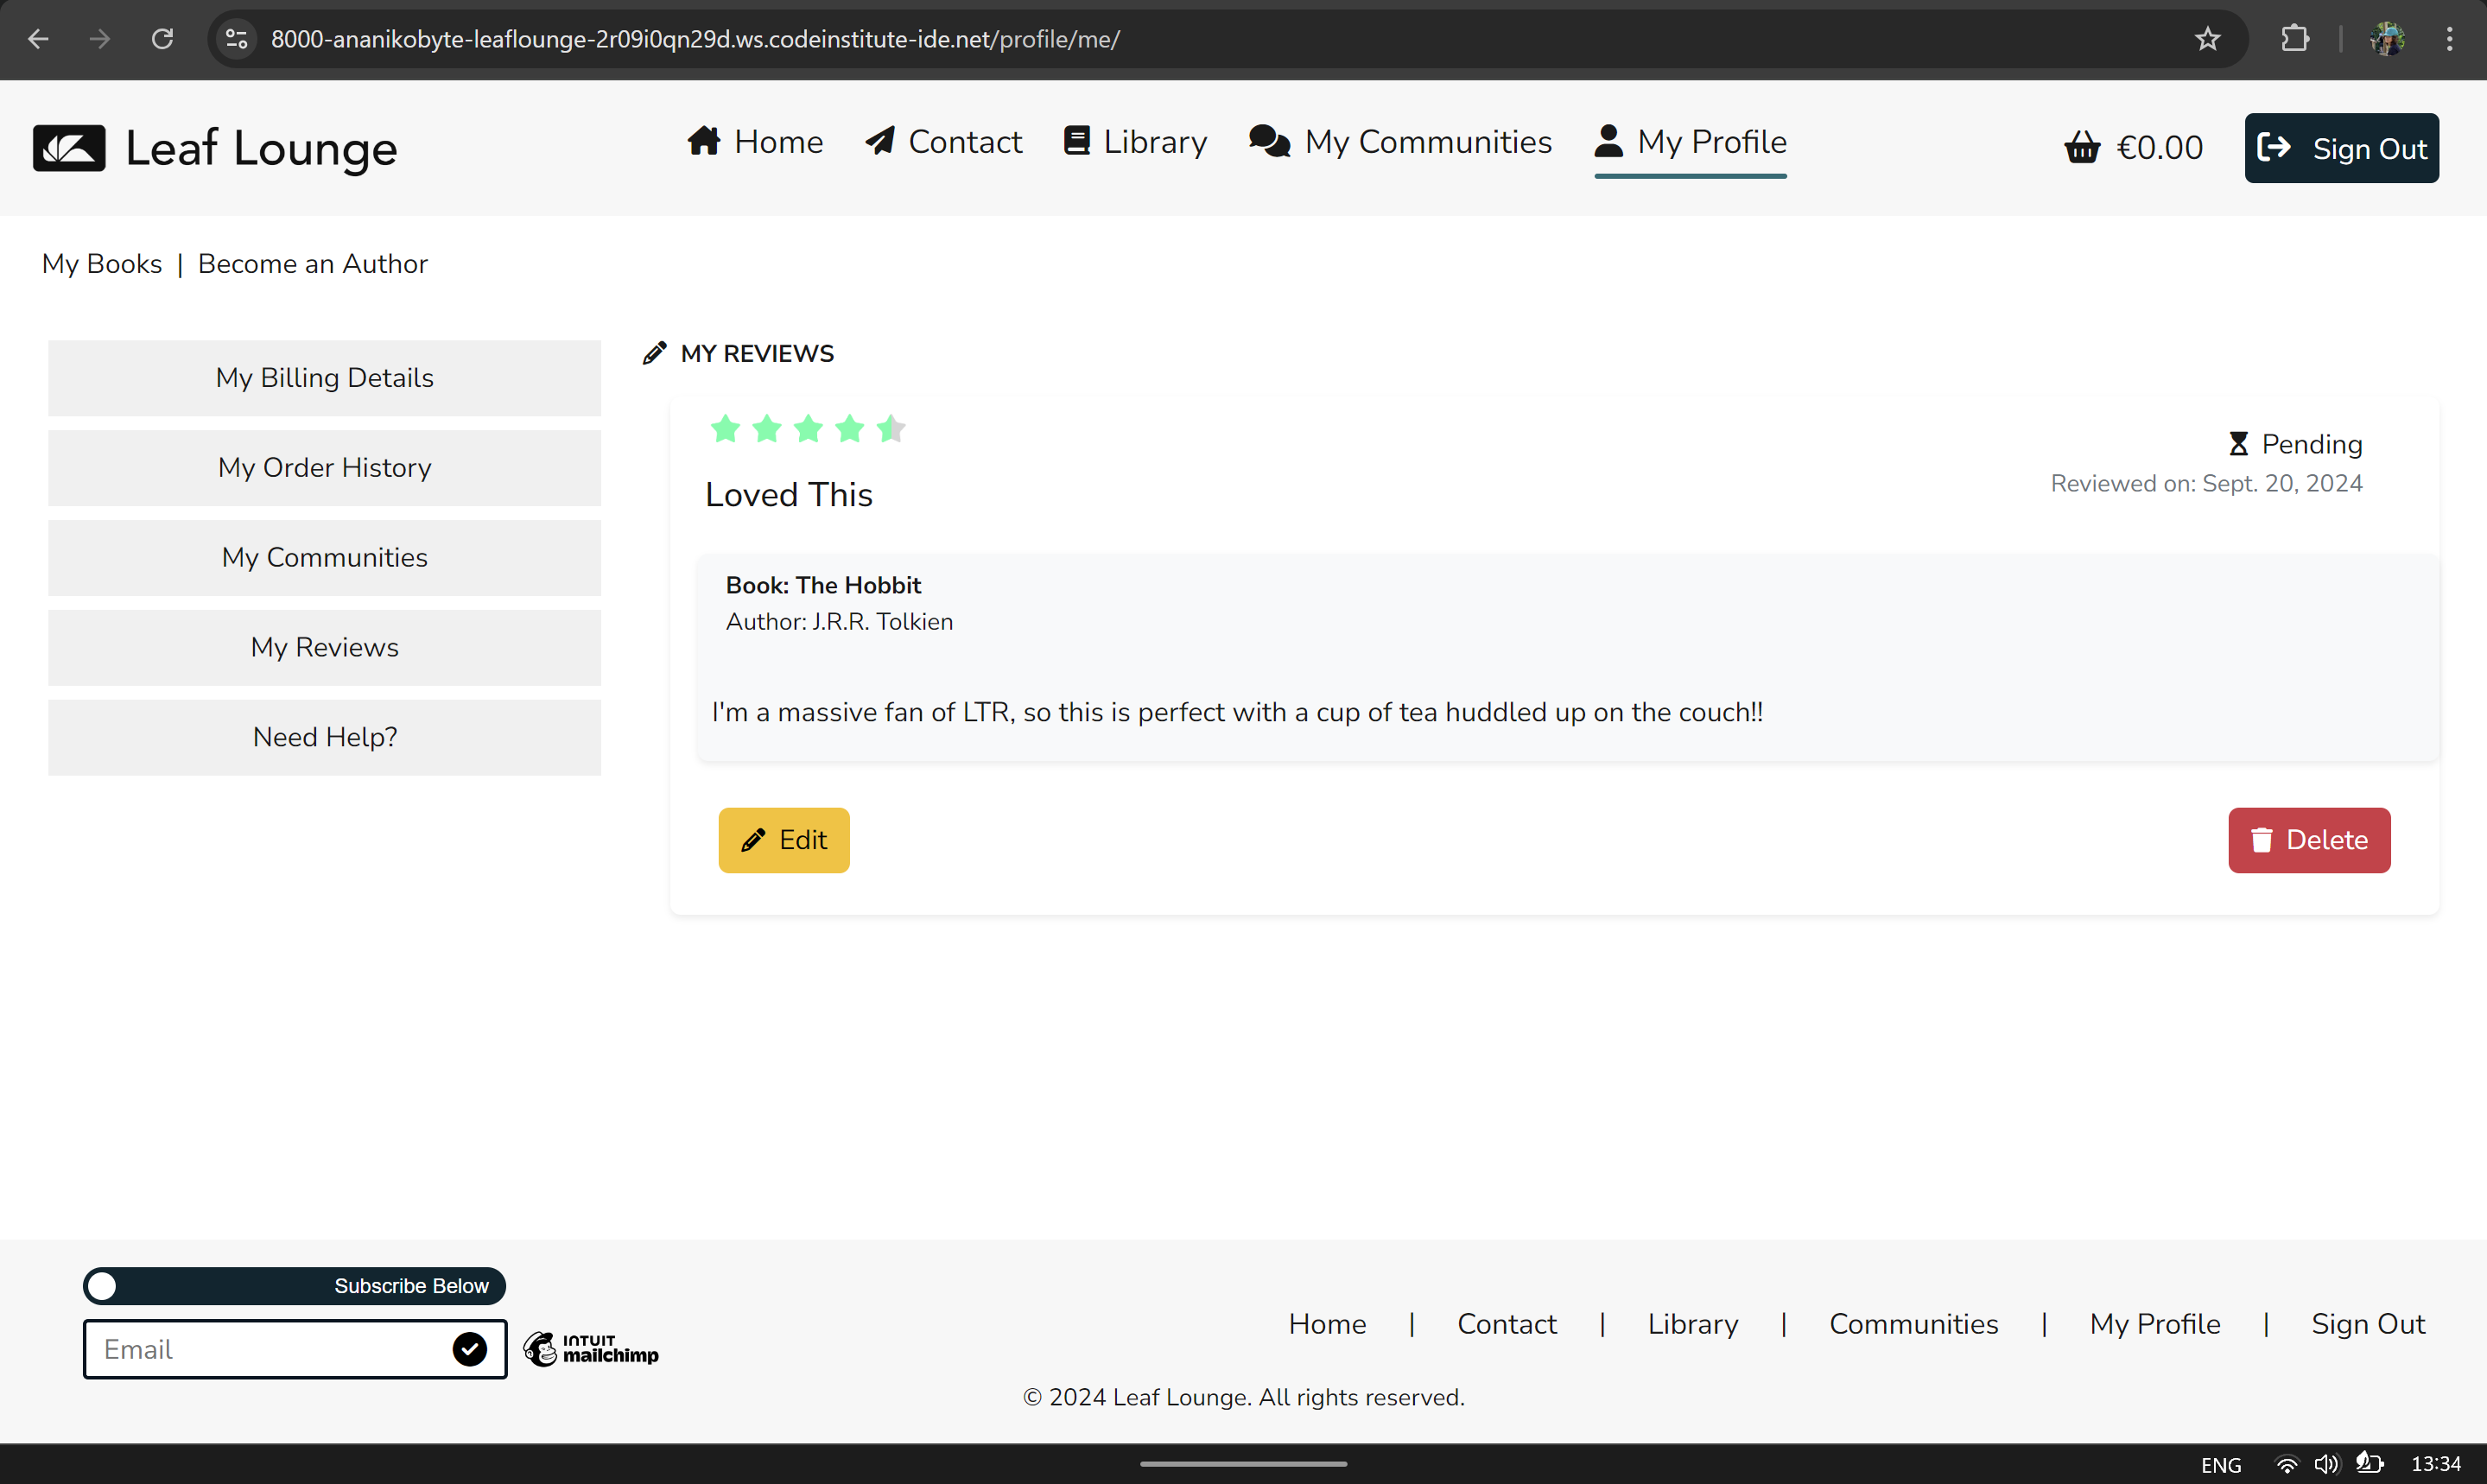 8000-ananikobyte-leaflounge-2r09i0qn29d.ws.codeinstitute-ide.net/profile/me/
Leaf Lounge
Home Contact Library My Communities My Profile
€0.00
Sign Out
My Books | Become an Author
My Billing Details
My Order History
My Communities
My Reviews
Need Help?
MY REVIEWS
Pending
Reviewed on: Sept. 20, 2024
Loved This
Book: The Hobbit
Author: J.R.R. Tolkien
I'm a massive fan of LTR, so this is perfect with a cup of tea huddled up on the couch!!
Edit
Delete
Subscribe Below
Email
INTUIT
mailchimp
Home | Contact | Library | Communities | My Profile | Sign Out
© 2024 Leaf Lounge. All rights reserved.
ENG 13:34